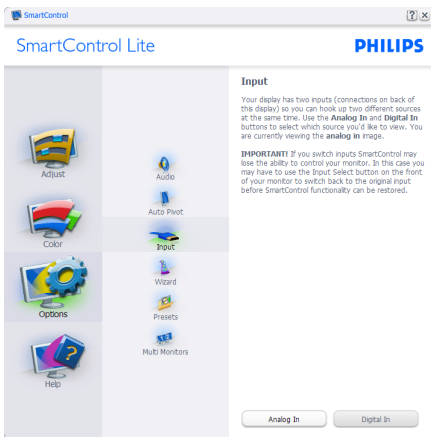 SmartControl
SmartControl Lite
PHILIPS
Adjust
Color
Options
Help
Audio
Auto Pivot
Input
Wizard
Presets
Multi Monitors
Input
Your display has two inputs (connections on back of
this display) so you can hook up two different sources
at the same time. Use the Analog In and Digital In
buttons to select which source you'd like to view. You
are currently viewing the analog in image.
IMPORTANT! If you switch inputs SmartControl may
lose the ability to control your monitor. In this case you
may have to use the Input Select button on the front
of your monitor to switch back to the original input
before SmartControl functionality can be restored.
Analog In
Digital In